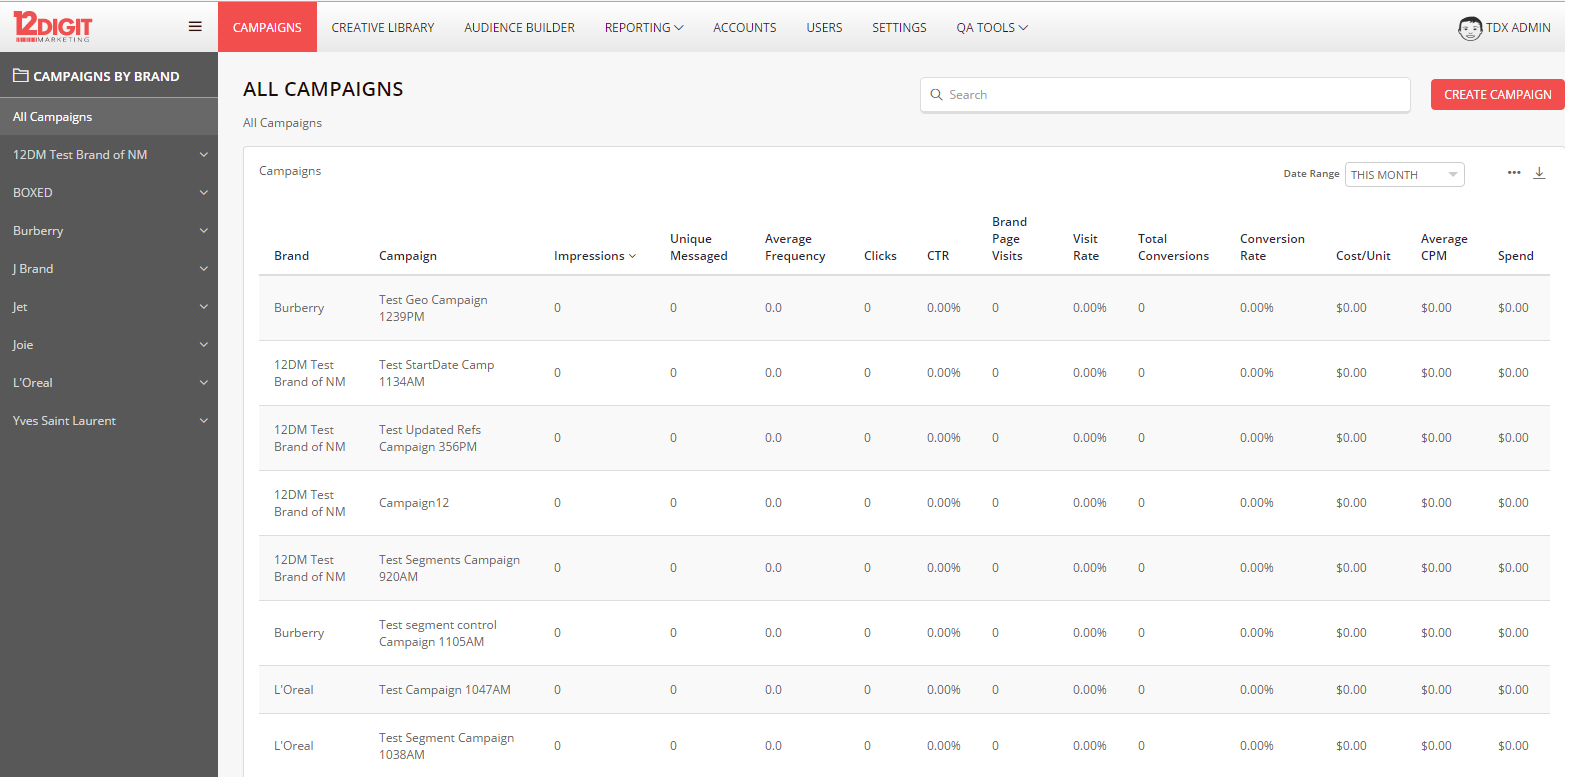 12DIGIT
MARKETING
CAMPAIGNS
CREATIVE LIBRARY
AUDIENCE BUILDER
REPORTING
ACCOUNTS
USERS
SETTINGS
QA TOOLS
TDX ADMIN
CAMPAIGNS BY BRAND
All Campaigns
12DM Test Brand of NM
BOXED
Burberry
J Brand
Jet
Joie
L'Oreal
Yves Saint Laurent
ALL CAMPAIGNS
Search
CREATE CAMPAIGN
All Campaigns
Campaigns
Date Range THIS MONTH
Brand
Campaign
Impressions
Unique
Messaged
Average
Frequency
Clicks
CTR
Brand
Page
Visits
Visit
Rate
Total
Conversions
Conversion
Rate
Cost/Unit
Average
CPM
Spend
Burberry
Test Geo Campaign
1239PM
0 0 0.0 0 0.00% 0 0.00% 0 0.00% $0.00 $0.00 $0.00
12DM Test
Brand of NM
Test StartDate Camp
1134AM
0 0 0.0 0 0.00% 0 0.00% 0 0.00% $0.00 $0.00 $0.00
12DM Test
Brand of NM
Test Updated Refs
Campaign 356PM
0 0 0.0 0 0.00% 0 0.00% 0 0.00% $0.00 $0.00 $0.00
12DM Test
Brand of NM
Campaign12
0 0 0.0 0 0.00% 0 0.00% 0 0.00% $0.00 $0.00 $0.00
12DM Test
Brand of NM
Test Segments Campaign
920AM
0 0 0.0 0 0.00% 0 0.00% 0 0.00% $0.00 $0.00 $0.00
Burberry
Test segment control
Campaign 1105AM
0 0 0.0 0 0.00% 0 0.00% 0 0.00% $0.00 $0.00 $0.00
L'Oreal
Test Campaign 1047AM
0 0 0.0 0 0.00% 0 0.00% 0 0.00% $0.00 $0.00 $0.00
L'Oreal
Test Segment Campaign
1038AM
0 0 0.0 0 0.00% 0 0.00% 0 0.00% $0.00 $0.00 $0.00